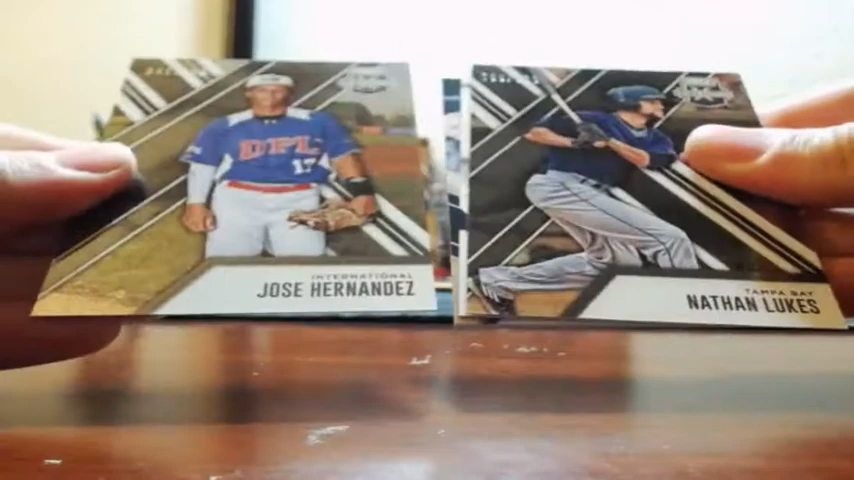 DPL
17
INTERNATIONAL
JOSE HERNANDEZ
TAMPA BAY
NATHAN LUKES